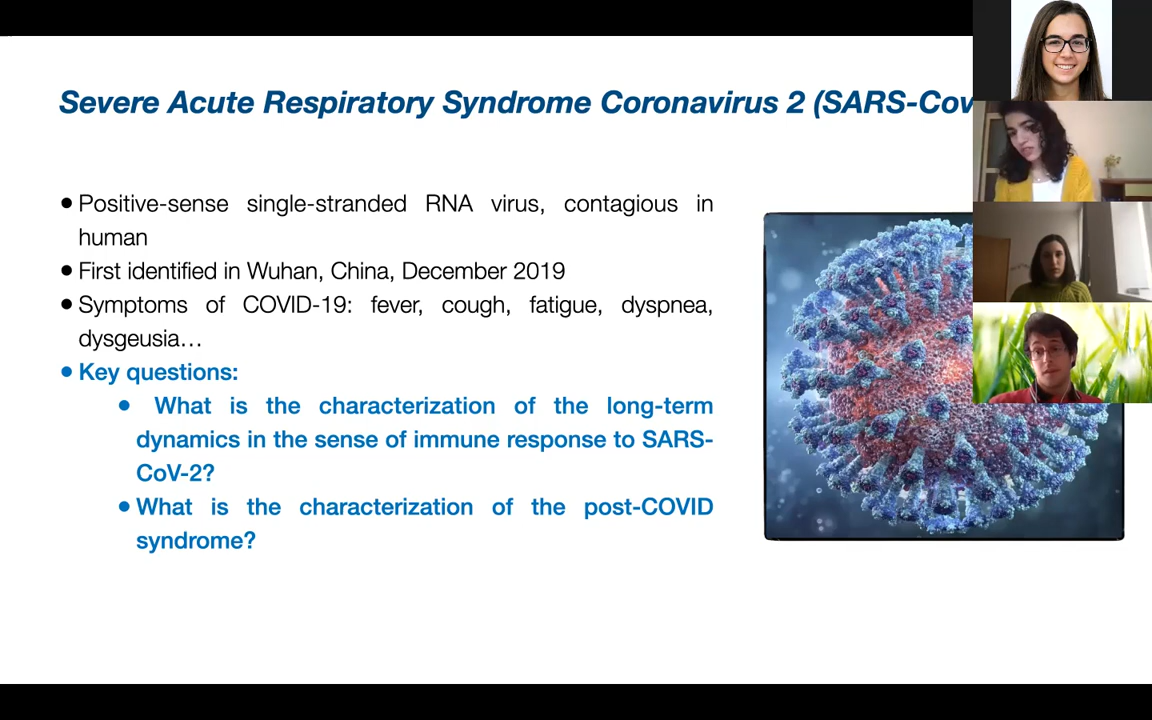 Severe Acute Respiratory Syndrome Coronavirus 2 (SARS-Cov
● Positive-sense single-stranded RNA virus, contagious in
human
● First identified in Wuhan, China, December 2019
● Symptoms of COVID-19: fever, cough, fatigue, dyspnea,
dysgeusia…
● Key questions:
● What is the characterization of the long-term
dynamics in the sense of immune response to SARS-
CoV-2?
● What is the characterization of the post-COVID
syndrome?